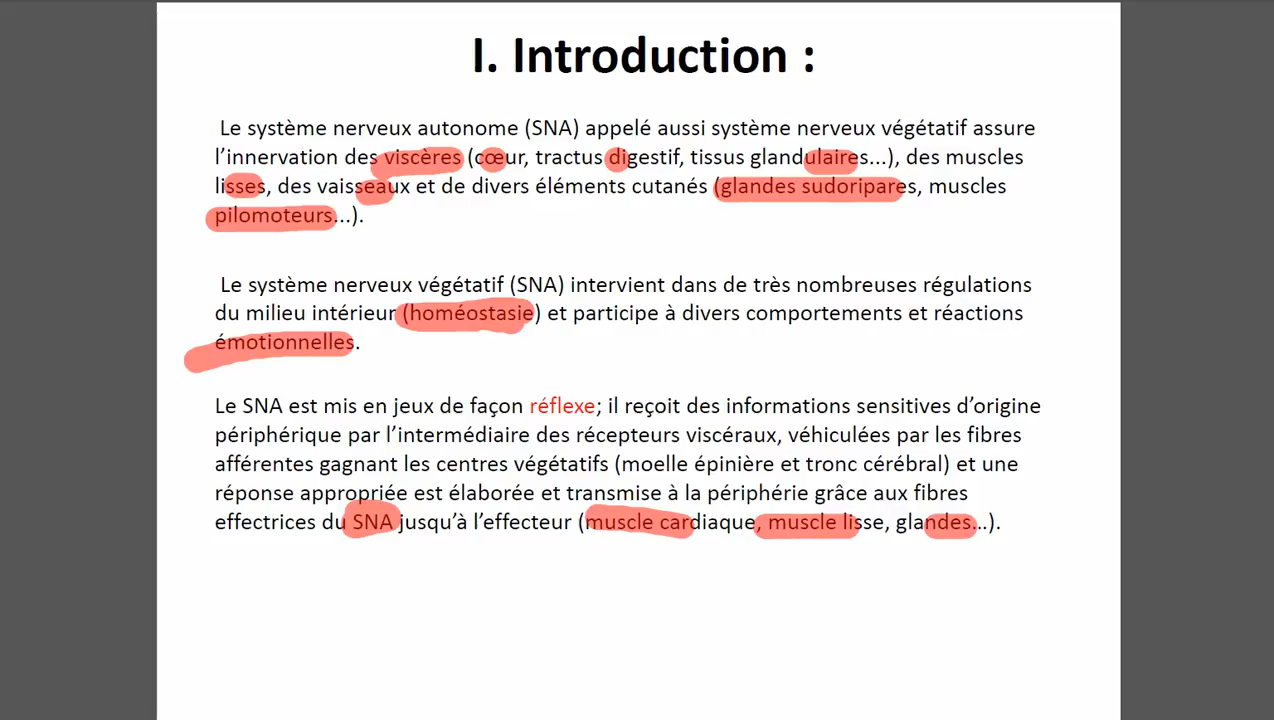 I. Introduction :
Le système nerveux autonome (SNA) appelé aussi système nerveux végétatif assure
l’innervation des viscères (cœur, tractus digestif, tissus glandulaires...), des muscles
lisses, des vaisseaux et de divers éléments cutanés (glandes sudoripares, muscles
pilomoteurs...).
Le système nerveux végétatif (SNA) intervient dans de très nombreuses régulations
du milieu intérieur (homéostasie) et participe à divers comportements et réactions
émotionnelles.
Le SNA est mis en jeux de façon réflexe; il reçoit des informations sensitives d’origine
périphérique par l’intermédiaire des récepteurs viscéraux, véhiculées par les fibres
afférentes gagnant les centres végétatifs (moelle épinière et tronc cérébral) et une
réponse appropriée est élaborée et transmise à la périphérie grâce aux fibres
effectrices du SNA jusqu’à l’effecteur (muscle cardiaque, muscle lisse, glandes...).